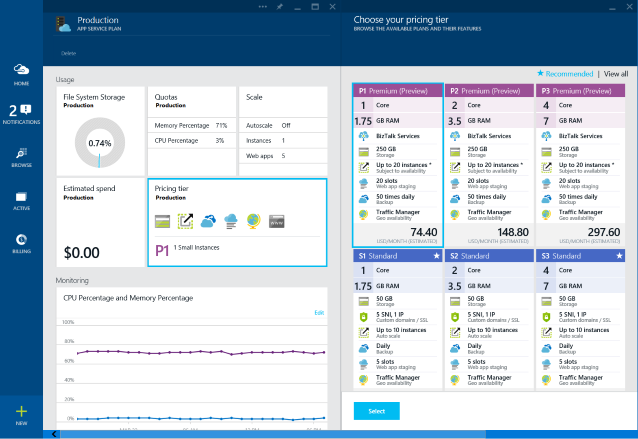 Production
APP SERVICE PLAN
Delete
HOME
2
NOTIFICATIONS
BROWSE
ACTIVE
BILLING
NEW
Usage
File System Storage
Production
0.74%
Quotas
Production
Memory Percentage 71%
CPU Percentage 3%
Scale
Autoscale Off
Instances 1
Web apps 5
Estimated spend
Production
$0.00
Pricing tier
Production
WWW
P1 1 Small Instances
Monitoring
CPU Percentage and Memory Percentage
Edit
100%
80%
60%
40%
20%
0%
Choose your pricing tier
BROWSE THE AVAILABLE PLANS AND THEIR FEATURES
Recommended | View all
P1 Premium (Preview)
1 Core
1.75 GB RAM
BizTalk Services
250 GB
Storage
Up to 20 instances *
Subject to availability
20 slots
Web app staging
50 times daily
Backup
Traffic Manager
Geo availability
74.40
USD/MONTH (ESTIMATED)
P2 Premium (Preview)
2 Core
3.5 GB RAM
BizTalk Services
250 GB
Storage
Up to 20 instances *
Subject to availability
20 slots
Web app staging
50 times daily
Backup
Traffic Manager
Geo availability
148.80
USD/MONTH (ESTIMATED)
P3 Premium (Preview)
4 Core
7 GB RAM
BizTalk Services
250 GB
Storage
Up to 20 instances *
Subject to availability
20 slots
Web app staging
50 times daily
Backup
Traffic Manager
Geo availability
297.60
USD/MONTH (ESTIMATED)
S1 Standard
1 Core
1.75 GB RAM
50 GB
Storage
5 SNI, 1 IP
Custom domains / SSL
Up to 10 instances
Auto scale
Daily
Backup
5 slots
Web app staging
Traffic Manager
Geo availability
S2 Standard
2 Core
3.5 GB RAM
50 GB
Storage
5 SNI, 1 IP
Custom domains / SSL
Up to 10 instances
Auto scale
Daily
Backup
5 slots
Web app staging
Traffic Manager
Geo availability
S3 Standard
4 Core
7 GB RAM
50 GB
Storage
5 SNI, 1 IP
Custom domains / SSL
Up to 10 instances
Auto scale
Daily
Backup
5 slots
Web app staging
Traffic Manager
Geo availability
Select